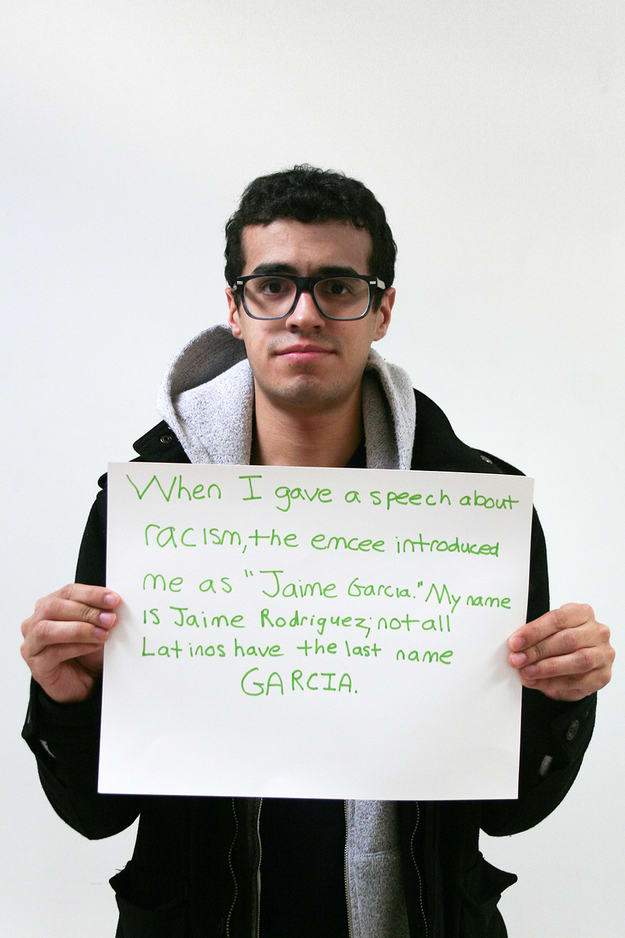 When I gave a speech about
racism, the emcee introduced
me as "Jaime Garcia." My name
is Jaime Rodriguez; not all
Latinos have the last name
GARCIA.